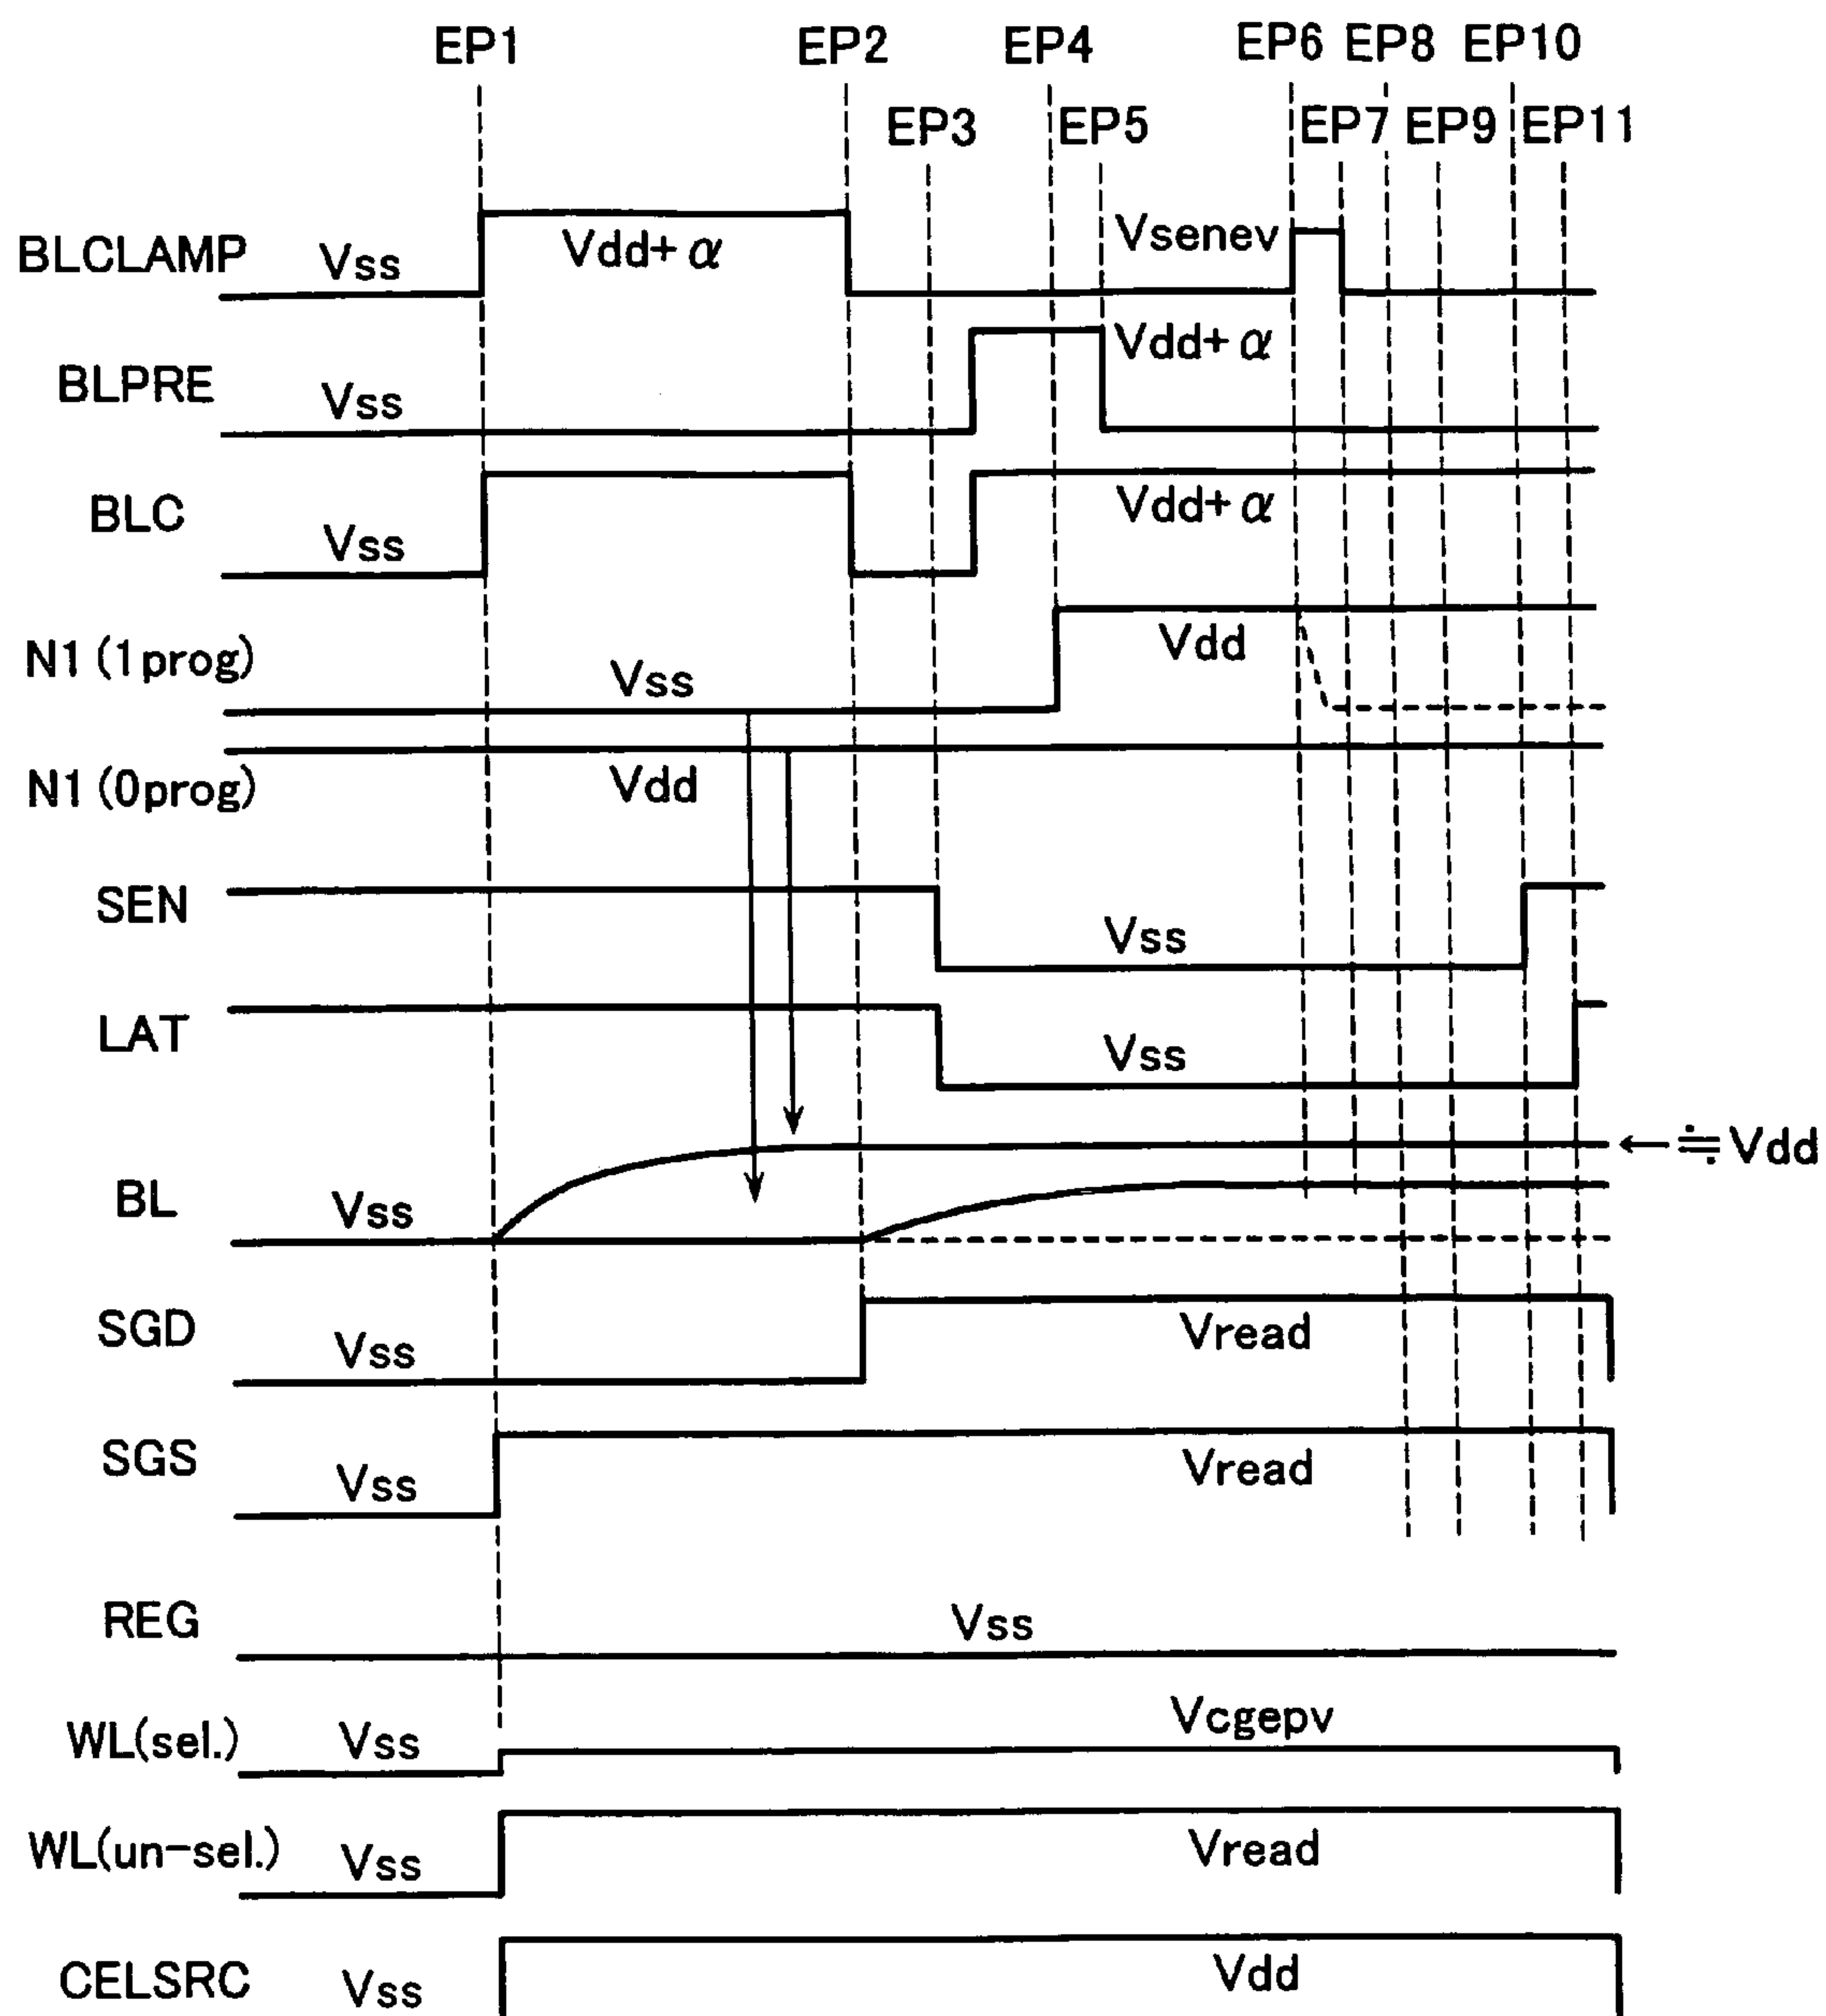 EP1 EP2 EP4 EP6 EP8 EP10
EP3 EP5 EP7 EP9 EP11
BLCLAMP Vss Vdd+α Vsenev
BLPRE Vss Vdd+α
BLC Vss Vdd+α
N1(1prog) Vss Vdd
N1(0prog) Vdd
SEN Vss
LAT Vss
BL Vss ←≒Vdd
SGD Vss Vread
SGS Vss Vread
REG Vss
WL(sel.) Vss Vcgepv
WL(un-sel.) Vss Vread
CELSRC Vss Vdd